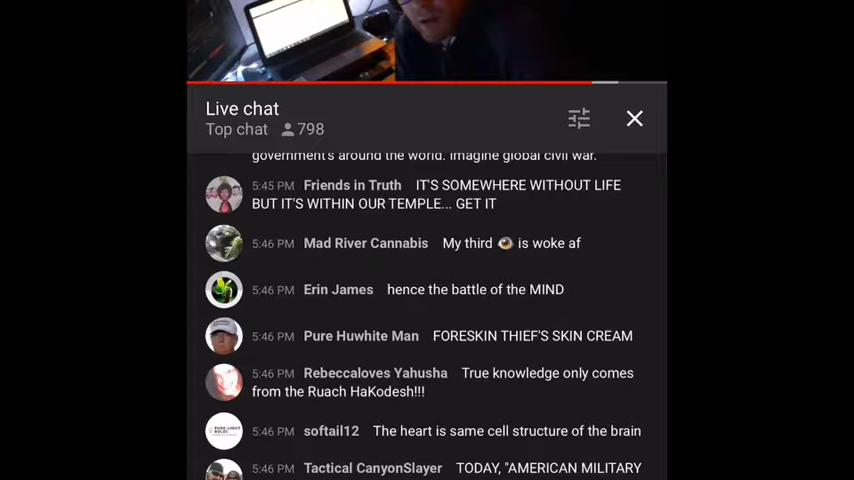 Live chat
Top chat 798
government's around the world. Imagine global civil war.
5:45 PM Friends in Truth IT'S SOMEWHERE WITHOUT LIFE
BUT IT'S WITHIN OUR TEMPLE... GET IT
5:46 PM Mad River Cannabis My third 👁 is woke af
5:46 PM Erin James hence the battle of the MIND
5:46 PM Pure Huwhite Man FORESKIN THIEF'S SKIN CREAM
5:46 PM Rebeccaloves Yahusha True knowledge only comes
from the Ruach HaKodesh!!!
5:46 PM softail12 The heart is same cell structure of the brain
5:46 PM Tactical CanyonSlayer TODAY, "AMERICAN MILITARY